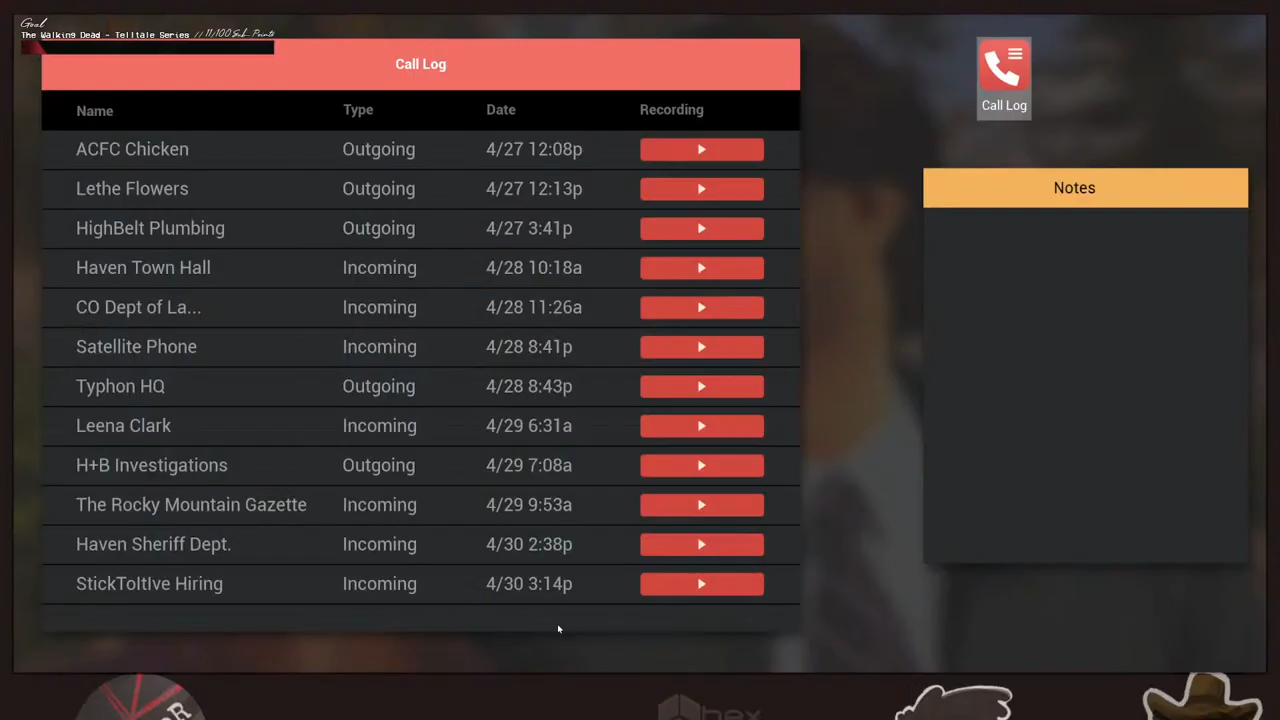 Goal
The Walking Dead - Telltale Series // 11/100 Sub Points
Call Log
Name Type Date Recording
ACFC Chicken Outgoing 4/27 12:08p
Lethe Flowers Outgoing 4/27 12:13p
HighBelt Plumbing Outgoing 4/27 3:41p
Haven Town Hall Incoming 4/28 10:18a
CO Dept of La... Incoming 4/28 11:26a
Satellite Phone Incoming 4/28 8:41p
Typhon HQ Outgoing 4/28 8:43p
Leena Clark Incoming 4/29 6:31a
H+B Investigations Outgoing 4/29 7:08a
The Rocky Mountain Gazette Incoming 4/29 9:53a
Haven Sheriff Dept. Incoming 4/30 2:38p
StickToItIve Hiring Incoming 4/30 3:14p
Call Log
Notes
hex